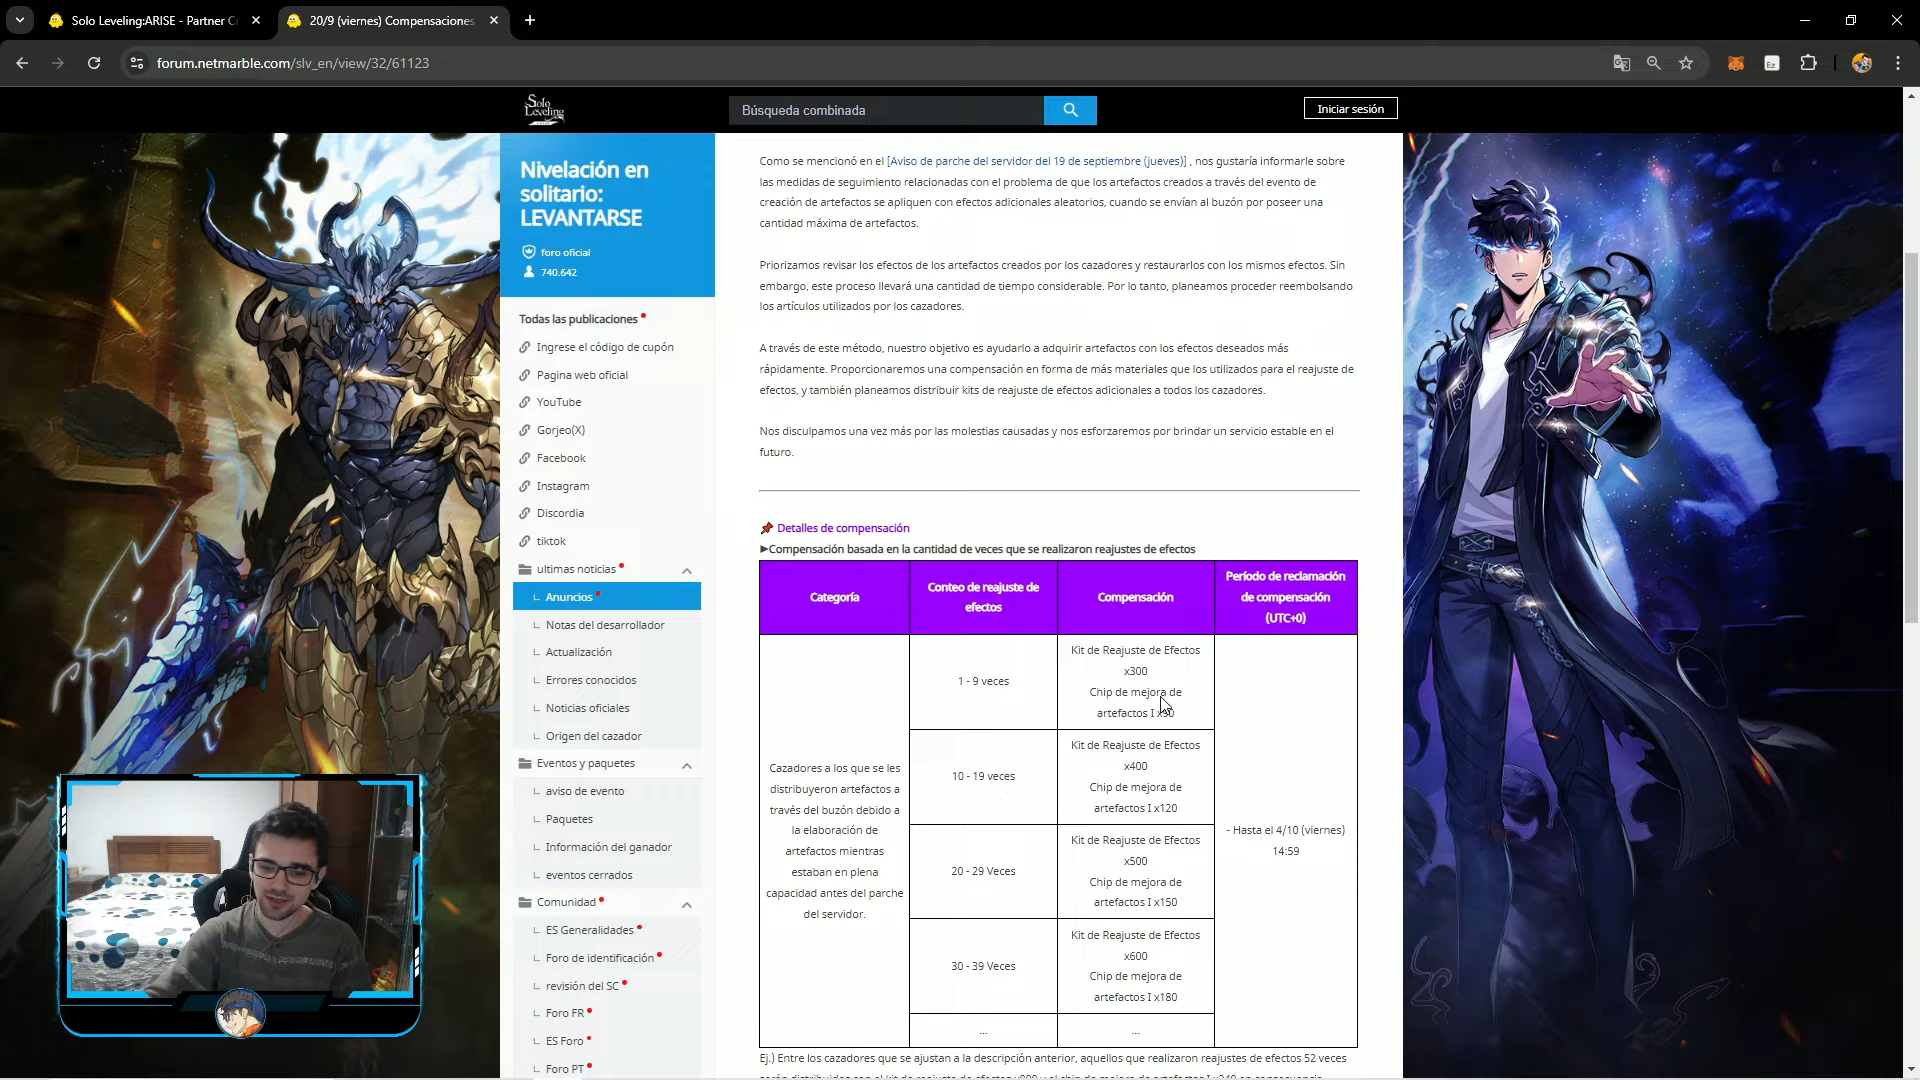 Solo Leveling:ARISE - Partner C
20/9 (viernes) Compensaciones
forum.netmarble.com/slv_en/view/32/61123
Solo
Leveling
Búsqueda combinada
Iniciar sesión
Nivelación en
solitario:
LEVANTARSE
foro oficial
740.642
Todas las publicaciones
Ingrese el código de cupón
Pagina web oficial
YouTube
Gorjeo(X)
Facebook
Instagram
Discordia
tiktok
ultimas noticias
Anuncios
Notas del desarrollador
Actualización
Errores conocidos
Noticias oficiales
Origen del cazador
Eventos y paquetes
aviso de evento
Paquetes
Información del ganador
eventos cerrados
Comunidad
ES Generalidades
Foro de identificación
revisión del SC
Foro FR
ES Foro
Foro PT
Como se mencionó en el [Aviso de parche del servidor del 19 de septiembre (jueves)] , nos gustaría informarle sobre
las medidas de seguimiento relacionadas con el problema de que los artefactos creados a través del evento de
creación de artefactos se apliquen con efectos adicionales aleatorios, cuando se envían al buzón por poseer una
cantidad máxima de artefactos.
Priorizamos revisar los efectos de los artefactos creados por los cazadores y restaurarlos con los mismos efectos. Sin
embargo, este proceso llevará una cantidad de tiempo considerable. Por lo tanto, planeamos proceder reembolsando
los artículos utilizados por los cazadores.
A través de este método, nuestro objetivo es ayudarlo a adquirir artefactos con los efectos deseados más
rápidamente. Proporcionaremos una compensación en forma de más materiales que los utilizados para el reajuste de
efectos, y también planeamos distribuir kits de reajuste de efectos adicionales a todos los cazadores.
Nos disculpamos una vez más por las molestias causadas y nos esforzaremos por brindar un servicio estable en el
futuro.
Detalles de compensación
▶Compensación basada en la cantidad de veces que se realizaron reajustes de efectos
Categoría
Conteo de reajuste de
efectos
Compensación
Período de reclamación
de compensación
(UTC+0)
Cazadores a los que se les
distribuyeron artefactos a
través del buzón debido a
la elaboración de
artefactos mientras
estaban en plena
capacidad antes del parche
del servidor.
1 - 9 veces
Kit de Reajuste de Efectos
x300
Chip de mejora de
artefactos I x90
10 - 19 veces
Kit de Reajuste de Efectos
x400
Chip de mejora de
artefactos I x120
20 - 29 Veces
Kit de Reajuste de Efectos
x500
Chip de mejora de
artefactos I x150
30 - 39 Veces
Kit de Reajuste de Efectos
x600
Chip de mejora de
artefactos I x180
...
...
- Hasta el 4/10 (viernes)
14:59
Ej.) Entre los cazadores que se ajustan a la descripción anterior, aquellos que realizaron reajustes de efectos 52 veces